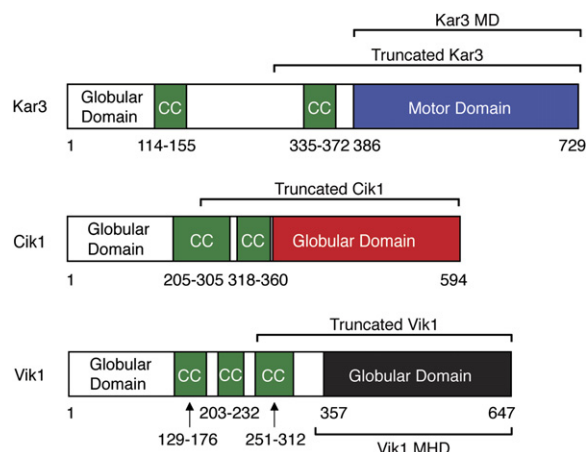 Kar3 MD
Truncated Kar3
Kar3
Globular
Domain
CC
CC
Motor Domain
1
114-155
335-372
386
729
Truncated Cik1
Cik1
Globular
Domain
CC
CC
Globular Domain
1
205-305
318-360
594
Truncated Vik1
Vik1
Globular
Domain
CC
CC
CC
Globular Domain
1
203-232
357
647
129-176
251-312
Vik1 MHD